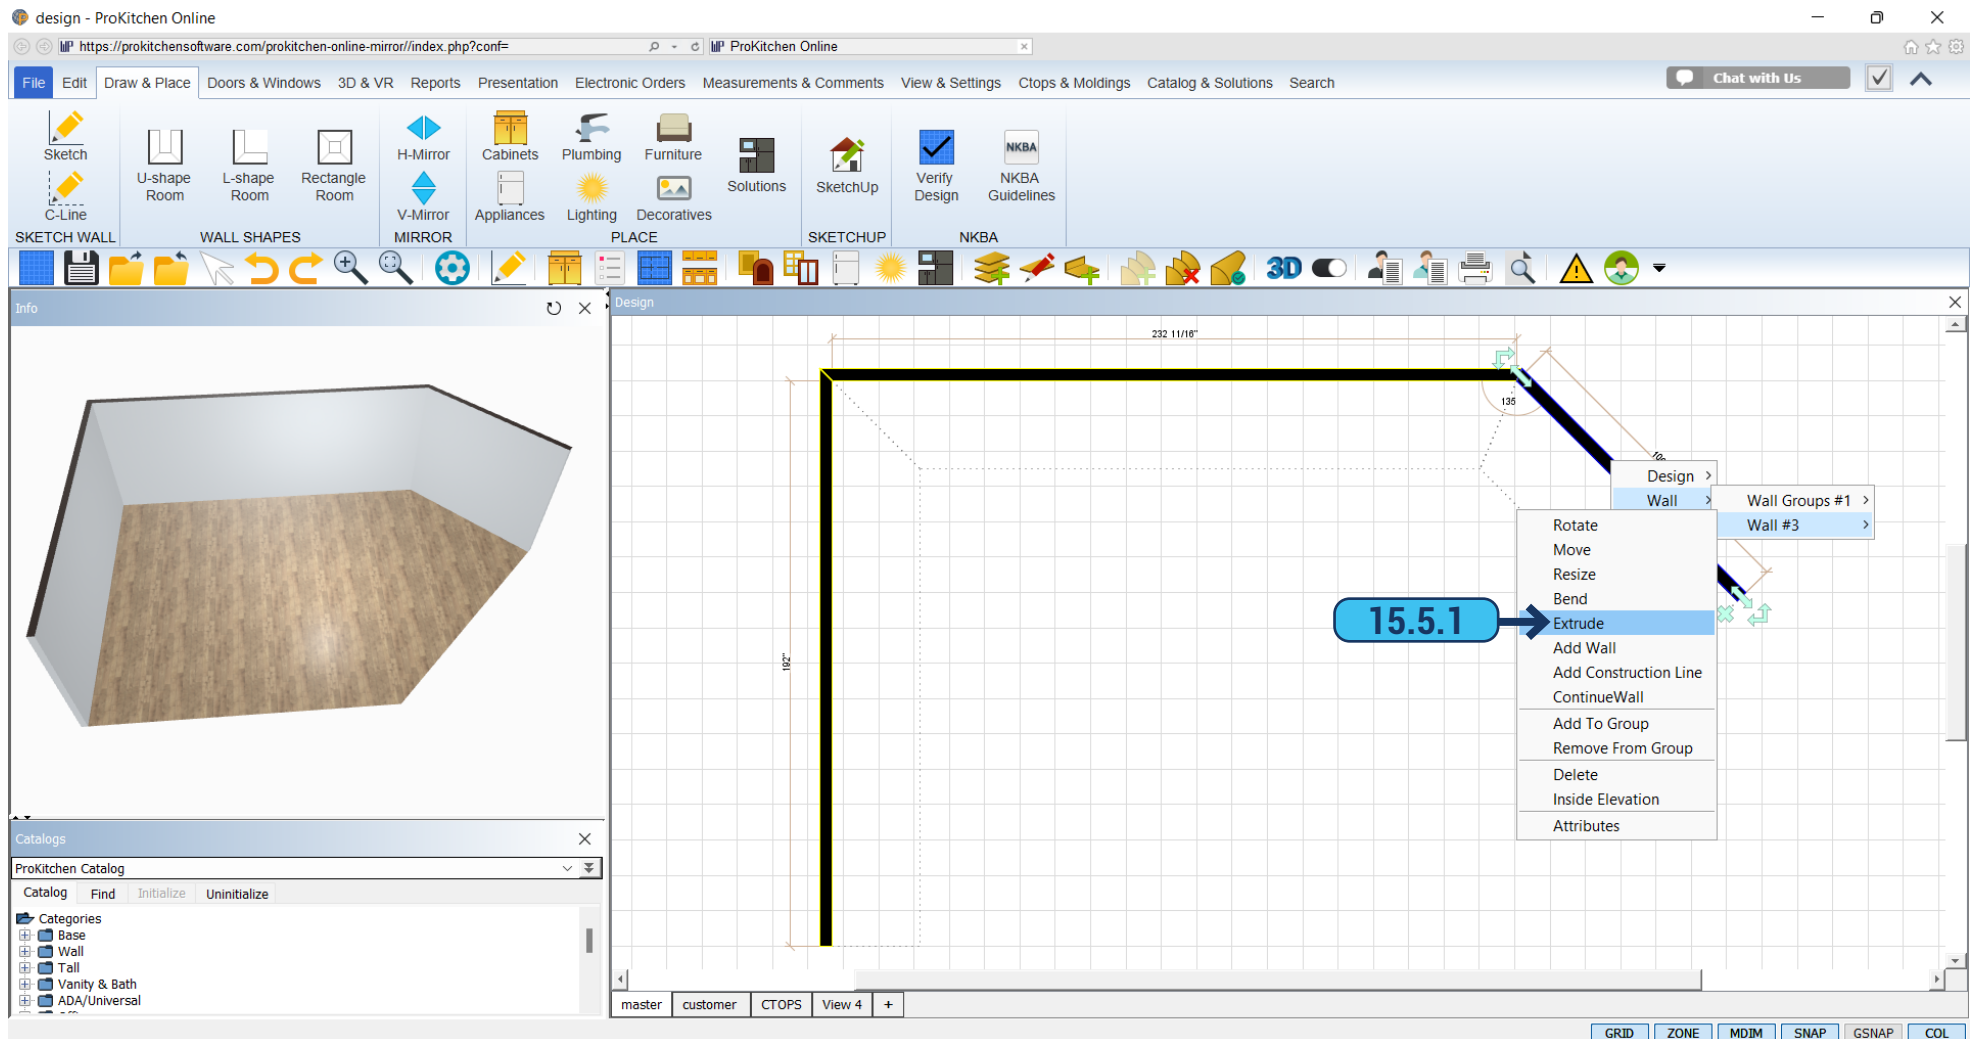 design - ProKitchen Online
https://prokitchensoftware.com/prokitchen-online-mirror//index.php?conf=
ProKitchen Online
File Edit Draw & Place Doors & Windows 3D & VR Reports Presentation Electronic Orders Measurements & Comments View & Settings Ctops & Moldings Catalog & Solutions Search
Chat with Us
Sketch
C-Line
SKETCH WALL
U-shape Room
L-shape Room
Rectangle Room
WALL SHAPES
H-Mirror
V-Mirror
MIRROR
Cabinets Plumbing Furniture
Appliances Lighting Decoratives
Solutions
PLACE
SketchUp
SKETCHUP
Verify Design
NKBA
NKBA Guidelines
NKBA
3D
Info
Design
232 11/16"
135
192"
Design
Wall
Wall Groups #1
Wall #3
Rotate
Move
Resize
Bend
15.5.1
Extrude
Add Wall
Add Construction Line
ContinueWall
Add To Group
Remove From Group
Delete
Inside Elevation
Attributes
Catalogs
ProKitchen Catalog
Catalog Find Initialize Uninitialize
Categories
Base
Wall
Tall
Vanity & Bath
ADA/Universal
master customer CTOPS View 4 +
GRID ZONE MDIM SNAP GSNAP COL